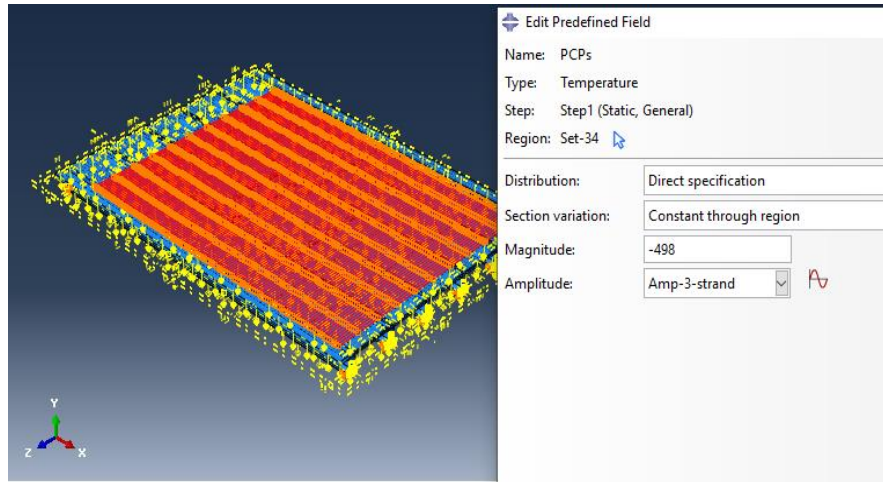 Edit Predefined Field
Name: PCPs
Type: Temperature
Step: Step1 (Static, General)
Region: Set-34
Distribution: Direct specification
Section variation: Constant through region
Magnitude: -498
Amplitude: Amp-3-strand
Y
Z X